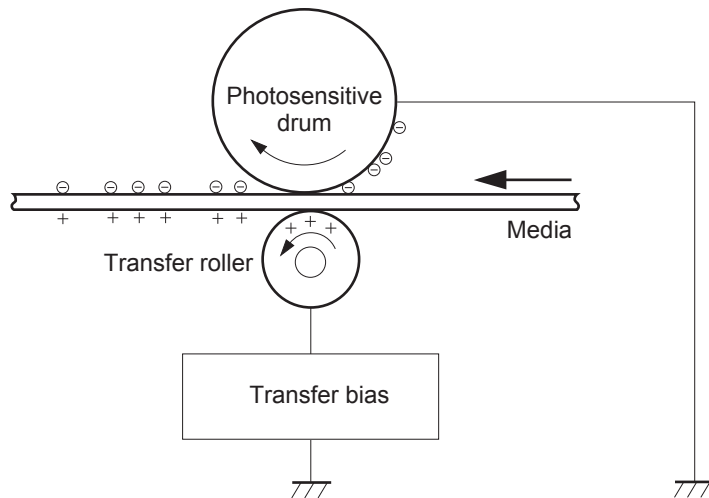 Photosensitive
drum
Media
Transfer roller
Transfer bias